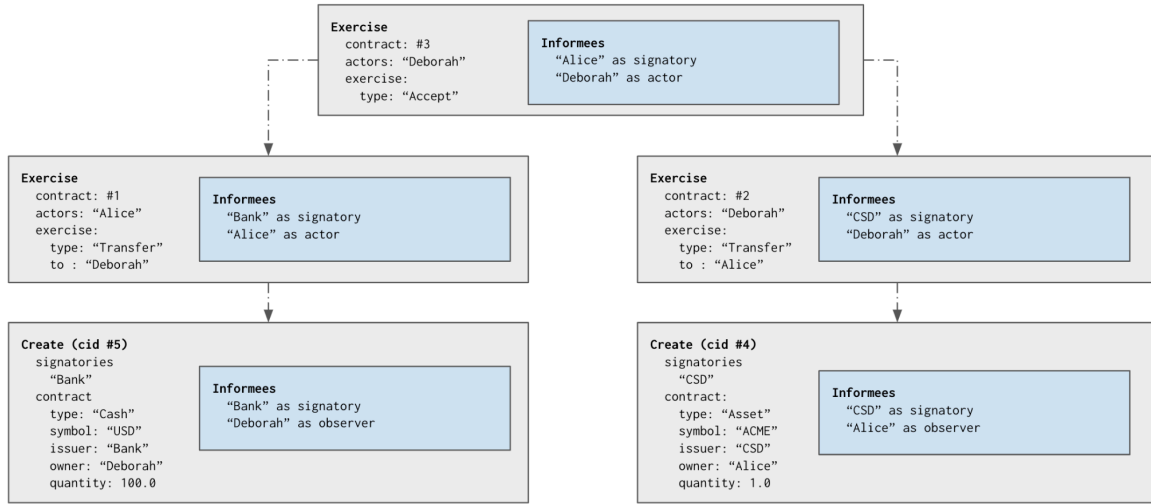 Exercise
contract: #3
actors: “Deborah”
exercise:
type: “Accept”
Informees
“Alice” as signatory
“Deborah” as actor
Exercise
contract: #1
actors: “Alice”
exercise:
type: “Transfer”
to : “Deborah”
Informees
“Bank” as signatory
“Alice” as actor
Exercise
contract: #2
actors: “Deborah”
exercise:
type: “Transfer”
to : “Alice”
Informees
“CSD” as signatory
“Deborah” as actor
Create (cid #5)
signatories
“Bank”
contract
type: “Cash”
symbol: “USD”
issuer: “Bank”
owner: “Deborah”
quantity: 100.0
Informees
“Bank” as signatory
“Deborah” as observer
Create (cid #4)
signatories
“CSD”
contract:
type: “Asset”
symbol: “ACME”
issuer: “CSD”
owner: “Alice”
quantity: 1.0
Informees
“CSD” as signatory
“Alice” as observer